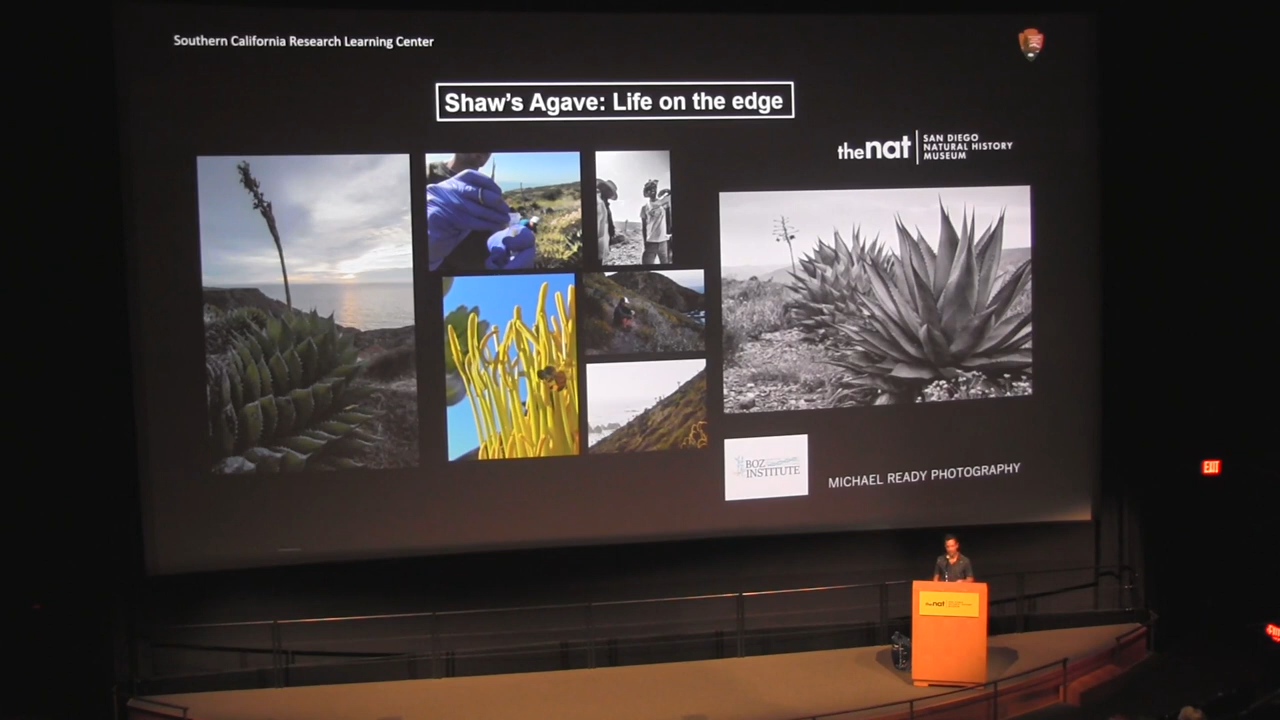 Southern California Research Learning Center
Shaw's Agave: Life on the edge
thenat
SAN DIEGO
NATURAL HISTORY
MUSEUM
BOZ
INSTITUTE
MICHAEL READY PHOTOGRAPHY
EXIT
thenat